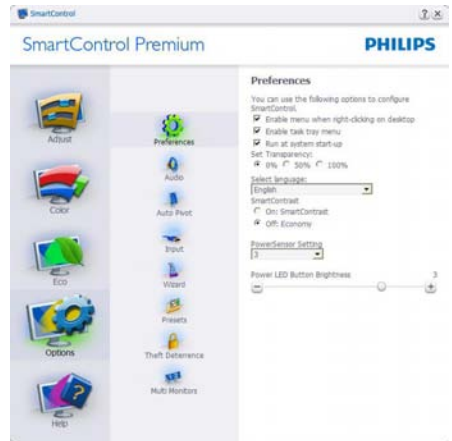 SmartControl
SmartControl Premium
PHILIPS
Adjust
Color
Eco
Options
Help
Preferences
Audio
Auto Pivot
Input
Wizard
Presets
Theft Deterrence
Multi Monitors
Preferences
You can use the following options to configure
SmartControl.
Enable menu when right-clicking on desktop
Enable task tray menu
Run at system start-up
Set Transparency:
0% 50% 100%
Select language:
English
SmartContrast
On: SmartContrast
Off: Economy
PowerSensor Setting
3
Power LED Button Brightness 3